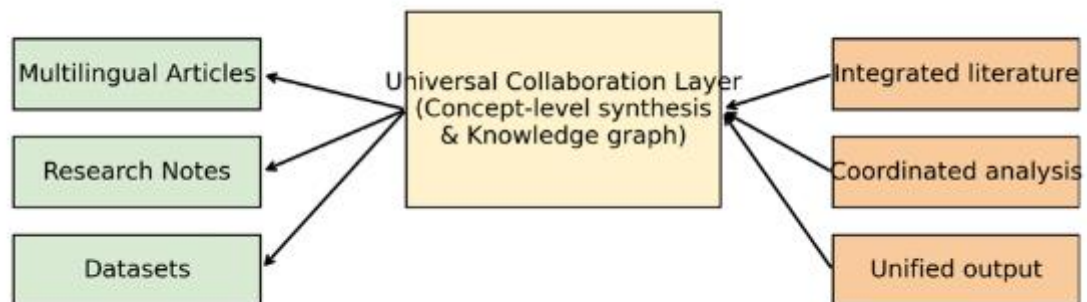 Multilingual Articles
Research Notes
Datasets
Universal Collaboration Layer
(Concept-level synthesis
& Knowledge graph)
Integrated literature
Coordinated analysis
Unified output